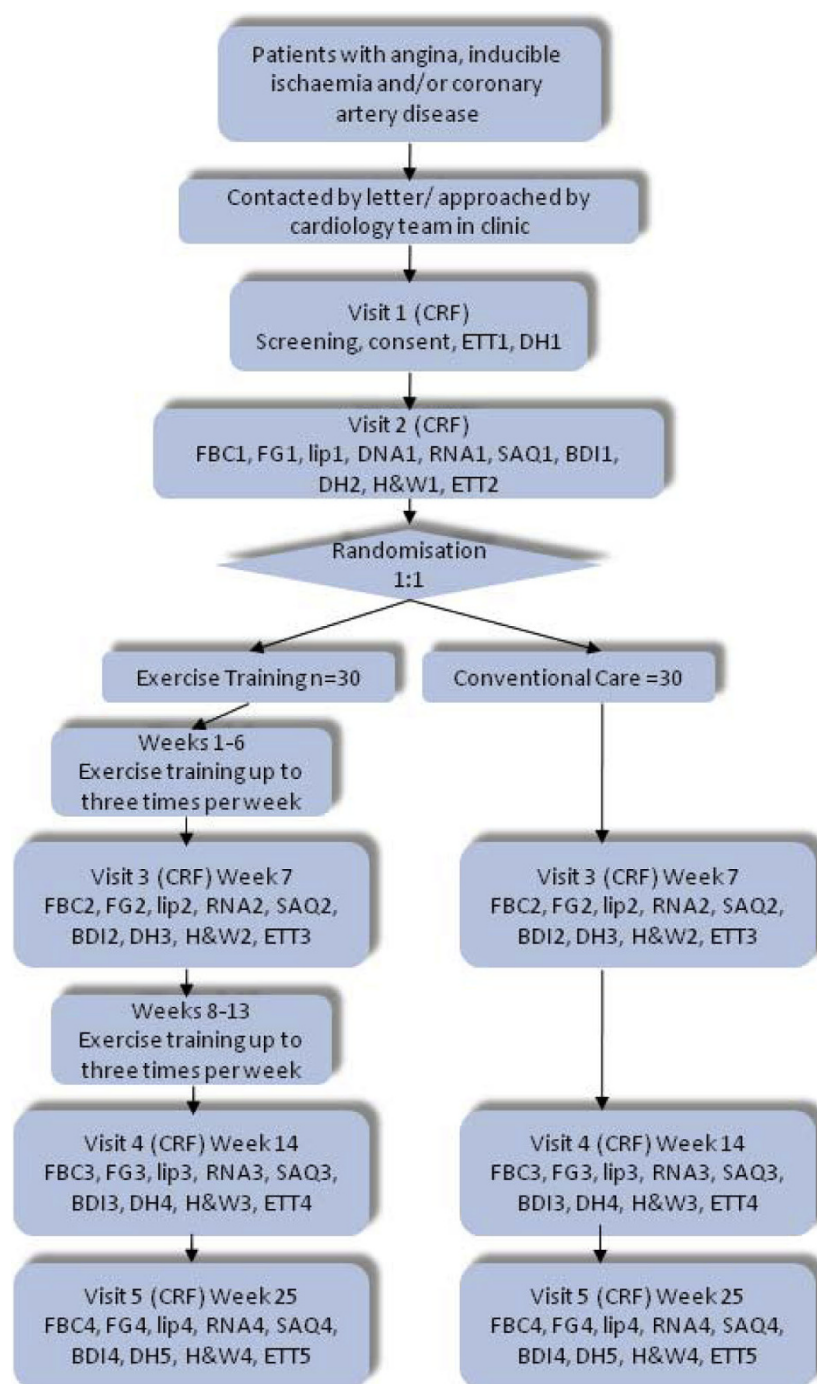 Patients with angina, inducible
ischaemia and/or coronary
artery disease
Contacted by letter/ approached by
cardiology team in clinic
Visit 1 (CRF)
Screening, consent, ETT1, DH1
Visit 2 (CRF)
FBC1, FG1, lip1, DNA1, RNA1, SAQ1, BDI1,
DH2, H&W1, ETT2
Randomisation
1:1
Exercise Training n=30
Conventional Care =30
Weeks 1-6
Exercise training up to
three times per week
Visit 3 (CRF) Week 7
FBC2, FG2, lip2, RNA2, SAQ2,
BDI2, DH3, H&W2, ETT3
Visit 3 (CRF) Week 7
FBC2, FG2, lip2, RNA2, SAQ2,
BDI2, DH3, H&W2, ETT3
Weeks 8-13
Exercise training up to
three times per week
Visit 4 (CRF) Week 14
FBC3, FG3, lip3, RNA3, SAQ3,
BDI3, DH4, H&W3, ETT4
Visit 4 (CRF) Week 14
FBC3, FG3, lip3, RNA3, SAQ3,
BDI3, DH4, H&W3, ETT4
Visit 5 (CRF) Week 25
FBC4, FG4, lip4, RNA4, SAQ4,
BDI4, DH5, H&W4, ETT5
Visit 5 (CRF) Week 25
FBC4, FG4, lip4, RNA4, SAQ4,
BDI4, DH5, H&W4, ETT5